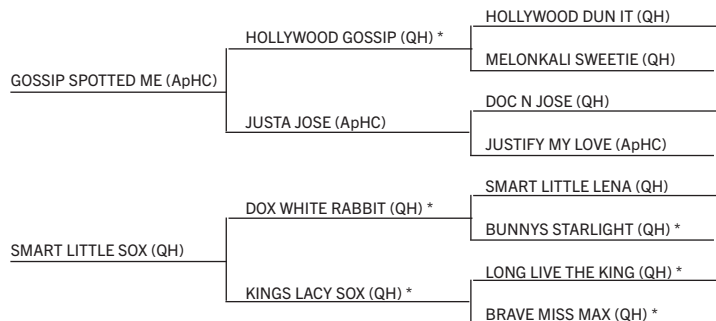 HOLLYWOOD DUN IT (QH)
HOLLYWOOD GOSSIP (QH) *
MELONKALI SWEETIE (QH)
GOSSIP SPOTTED ME (ApHC)
DOC N JOSE (QH)
JUSTA JOSE (ApHC)
JUSTIFY MY LOVE (ApHC)
SMART LITTLE LENA (QH)
DOX WHITE RABBIT (QH) *
BUNNYS STARLIGHT (QH) *
SMART LITTLE SOX (QH)
LONG LIVE THE KING (QH) *
KINGS LACY SOX (QH) *
BRAVE MISS MAX (QH) *